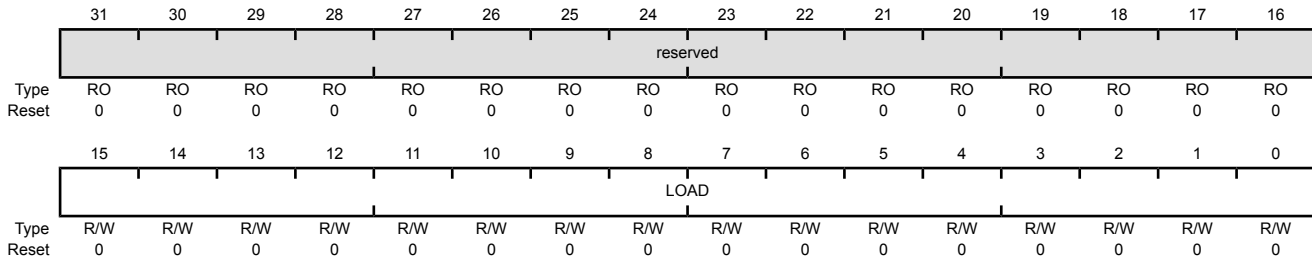 31 30 29 28 27 26 25 24 23 22 21 20 19 18 17 16
reserved
Type RO RO RO RO RO RO RO RO RO RO RO RO RO RO RO RO
Reset 0 0 0 0 0 0 0 0 0 0 0 0 0 0 0 0
15 14 13 12 11 10 9 8 7 6 5 4 3 2 1 0
LOAD
Type R/W R/W R/W R/W R/W R/W R/W R/W R/W R/W R/W R/W R/W R/W R/W R/W
Reset 0 0 0 0 0 0 0 0 0 0 0 0 0 0 0 0